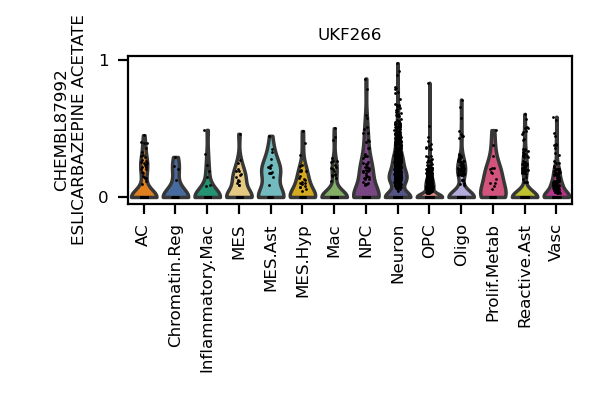 UKF266
CHEMBL87992
ESLICARBAZEPINE ACETATE
1
0
AC
Chromatin.Reg
Inflammatory.Mac
MES
MES.Ast
MES.Hyp
Mac
NPC
Neuron
OPC
Oligo
Prolif.Metab
Reactive.Ast
Vasc